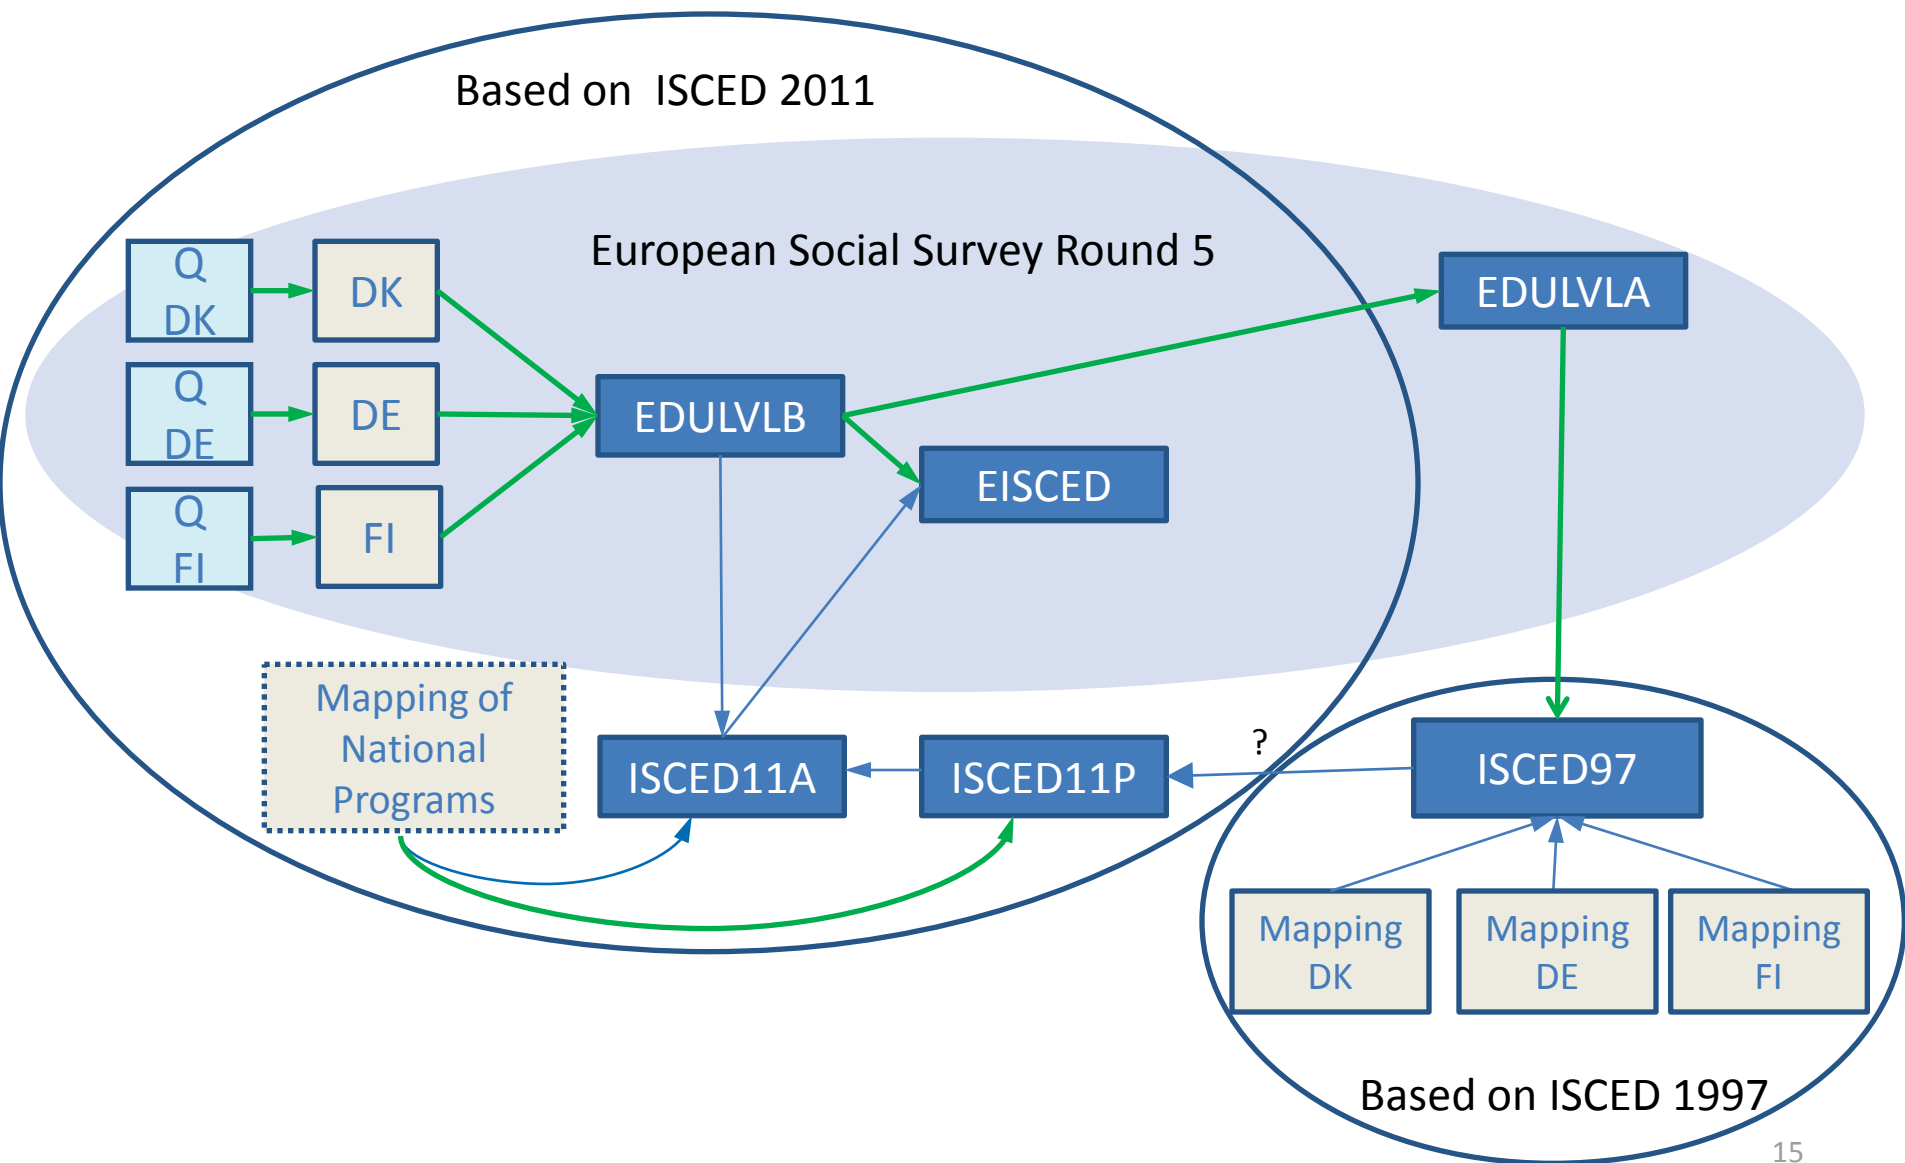 Based on ISCED 2011
European Social Survey Round 5
Q
DK
DK
EDULVLA
Q
DE
DE
EDULVLB
EISCED
Q
FI
FI
Mapping of
National
Programs
ISCED11A
ISCED11P
?
ISCED97
Mapping
DK
Mapping
DE
Mapping
FI
Based on ISCED 1997
15